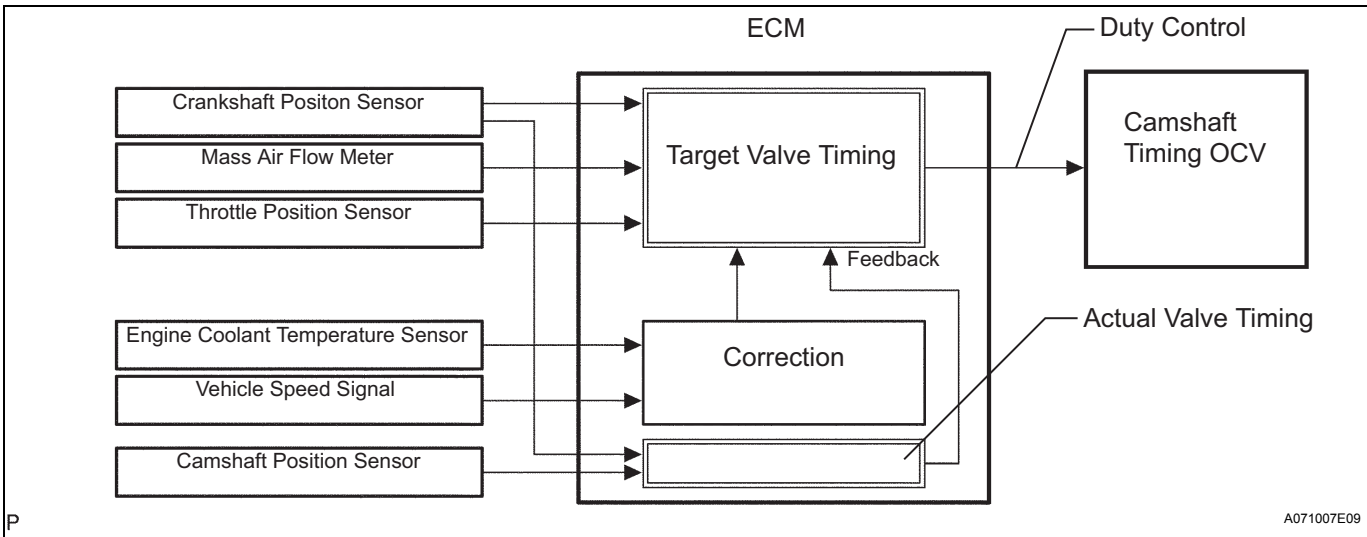 ECM
Duty Control
Crankshaft Positon Sensor
Mass Air Flow Meter
Throttle Position Sensor
Target Valve Timing
Camshaft
Timing OCV
Feedback
Engine Coolant Temperature Sensor
Vehicle Speed Signal
Camshaft Position Sensor
Correction
Actual Valve Timing
P
A071007E09